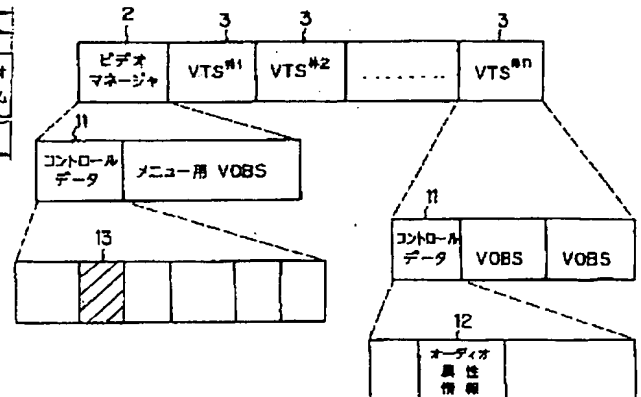 2 3 3 3
ビデオ
マネージャ
VTS#1
VTS#2
........
VTS#n
11
コントロール
データ
メニュー用 VOBS
13
11
コントロール
データ
VOBS
VOBS
12
オーディオ
属性
情報